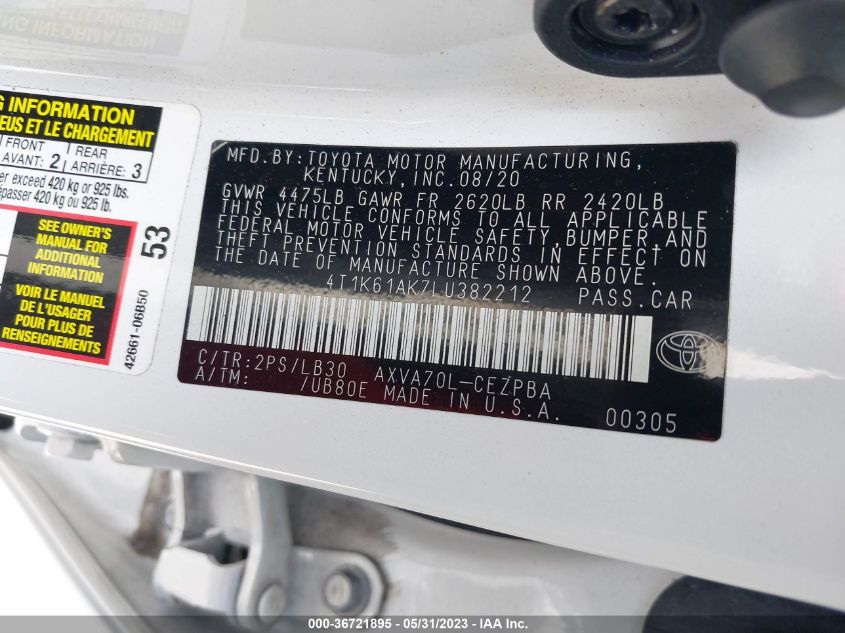 G INFORMATION
EUS ET LE CHARGEMENT
FRONT
AVANT: 2
REAR
ARRIÈRE: 3
er exceed 420 kg or 925 lbs.
épasser 420 kg ou 925 lb.
SEE OWNER'S
MANUAL FOR
ADDITIONAL
INFORMATION
VOIR LE MANUEL
DE L'USAGER
POUR PLUS DE
RENSEIGNEMENTS
53
42661-06B50
MFD.BY:TOYOTA MOTOR MANUFACTURING,
KENTUCKY,INC.08/20
GVWR 4475LB GAWR FR 2620LB RR 2420LB
THIS VEHICLE CONFORMS TO ALL APPLICABLE
FEDERAL MOTOR VEHICLE SAFETY,BUMPER,AND
THEFT PREVENTION STANDARDS IN EFFECT ON
THE DATE OF MANUFACTURE SHOWN ABOVE.
4T1K61AK7LU382212 PASS.CAR
C/TR:2PS/LB30 AXVA70L-CEZPBA
A/TM: /UB80E MADE IN U.S.A.
00305
000-36721895 - 05/31/2023 - AXVA70L-CEZPBA